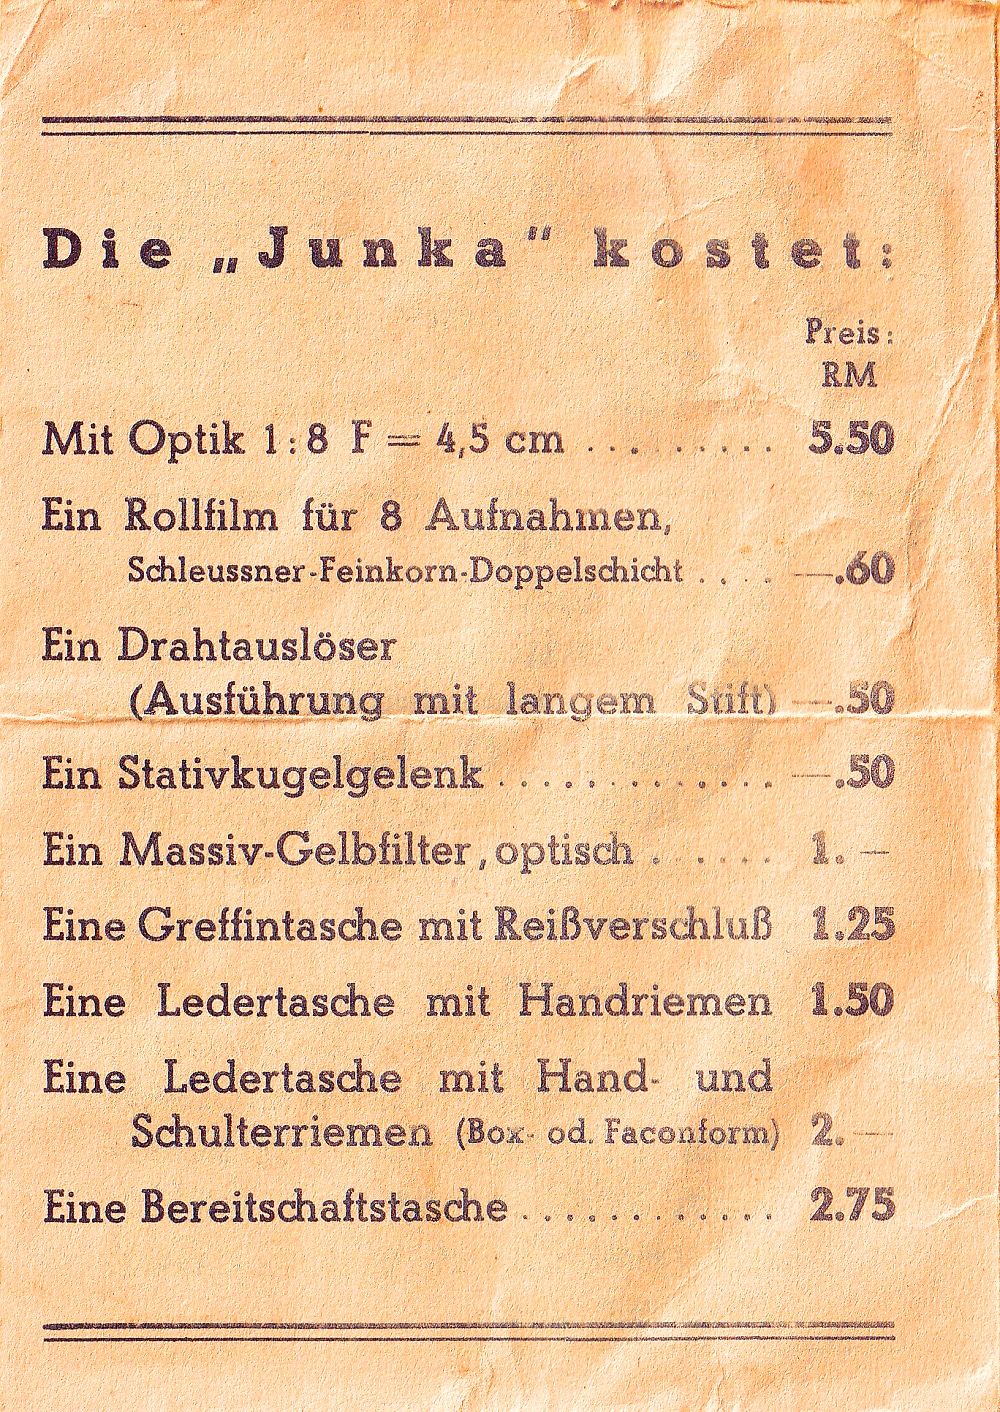 Die „Junka“ kostet:
Preis:
RM
Mit Optik 1:8 F = 4,5 cm ......... 5.50
Ein Rollfilm für 8 Aufnahmen,
Schleussner-Feinkorn-Doppelschicht .... —.60
Ein Drahtauslöser
(Ausführung mit langem Stift) —.50
Ein Stativkugelgelenk ............. —.50
Ein Massiv-Gelbfilter, optisch ...... 1.—
Eine Greffintasche mit Reißverschluß 1.25
Eine Ledertasche mit Handriemen 1.50
Eine Ledertasche mit Hand- und
Schulterriemen (Box- od. Faconform) 2.—
Eine Bereitschaftstasche ............ 2.75